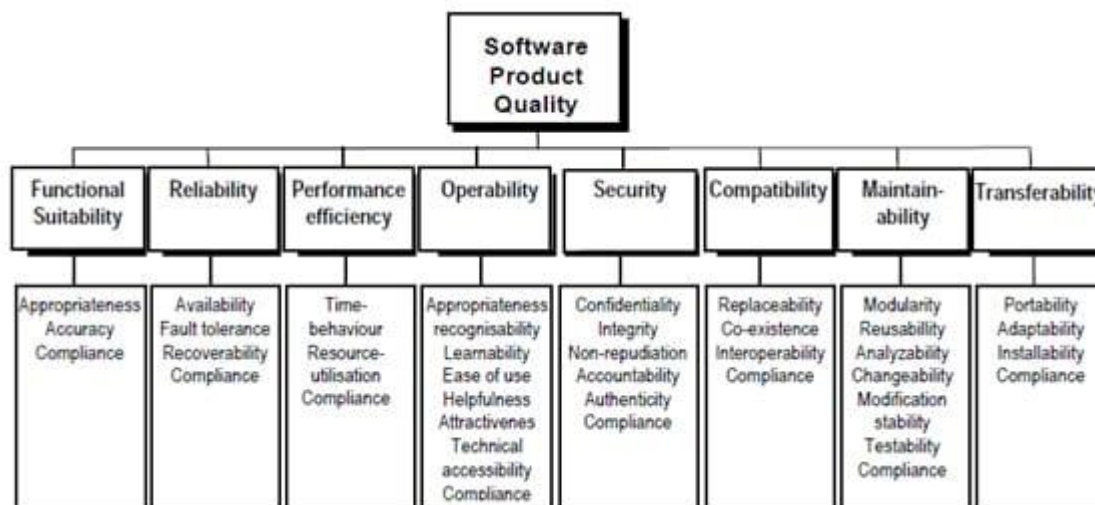 Software
Product
Quality
Functional
Suitability
Reliability
Performance
efficiency
Operability
Security
Compatibility
Maintain-
ability
Transferability
Appropriateness
Accuracy
Compliance
Availability
Fault tolerance
Recoverability
Compliance
Time-
behaviour
Resource-
utilisation
Compliance
Appropriateness
recognisability
Learnability
Ease of use
Helpfulness
Attractivenes
Technical
accessibility
Compliance
Confidentiality
Integrity
Non-repudiation
Accountability
Authenticity
Compliance
Replaceability
Co-existence
Interoperability
Compliance
Modularity
Reusability
Analyzability
Changeability
Modification
stability
Testability
Compliance
Portability
Adaptability
Installability
Compliance